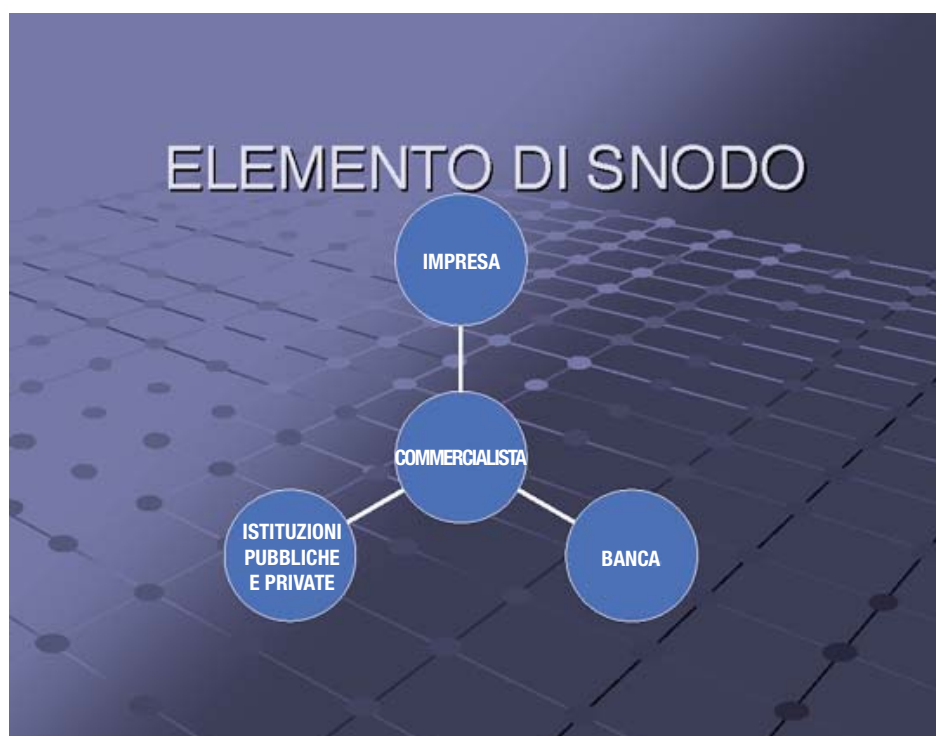 ELEMENTO DI SNODO
IMPRESA
COMMERCIALISTA
ISTITUZIONI
PUBBLICHE
E PRIVATE
BANCA